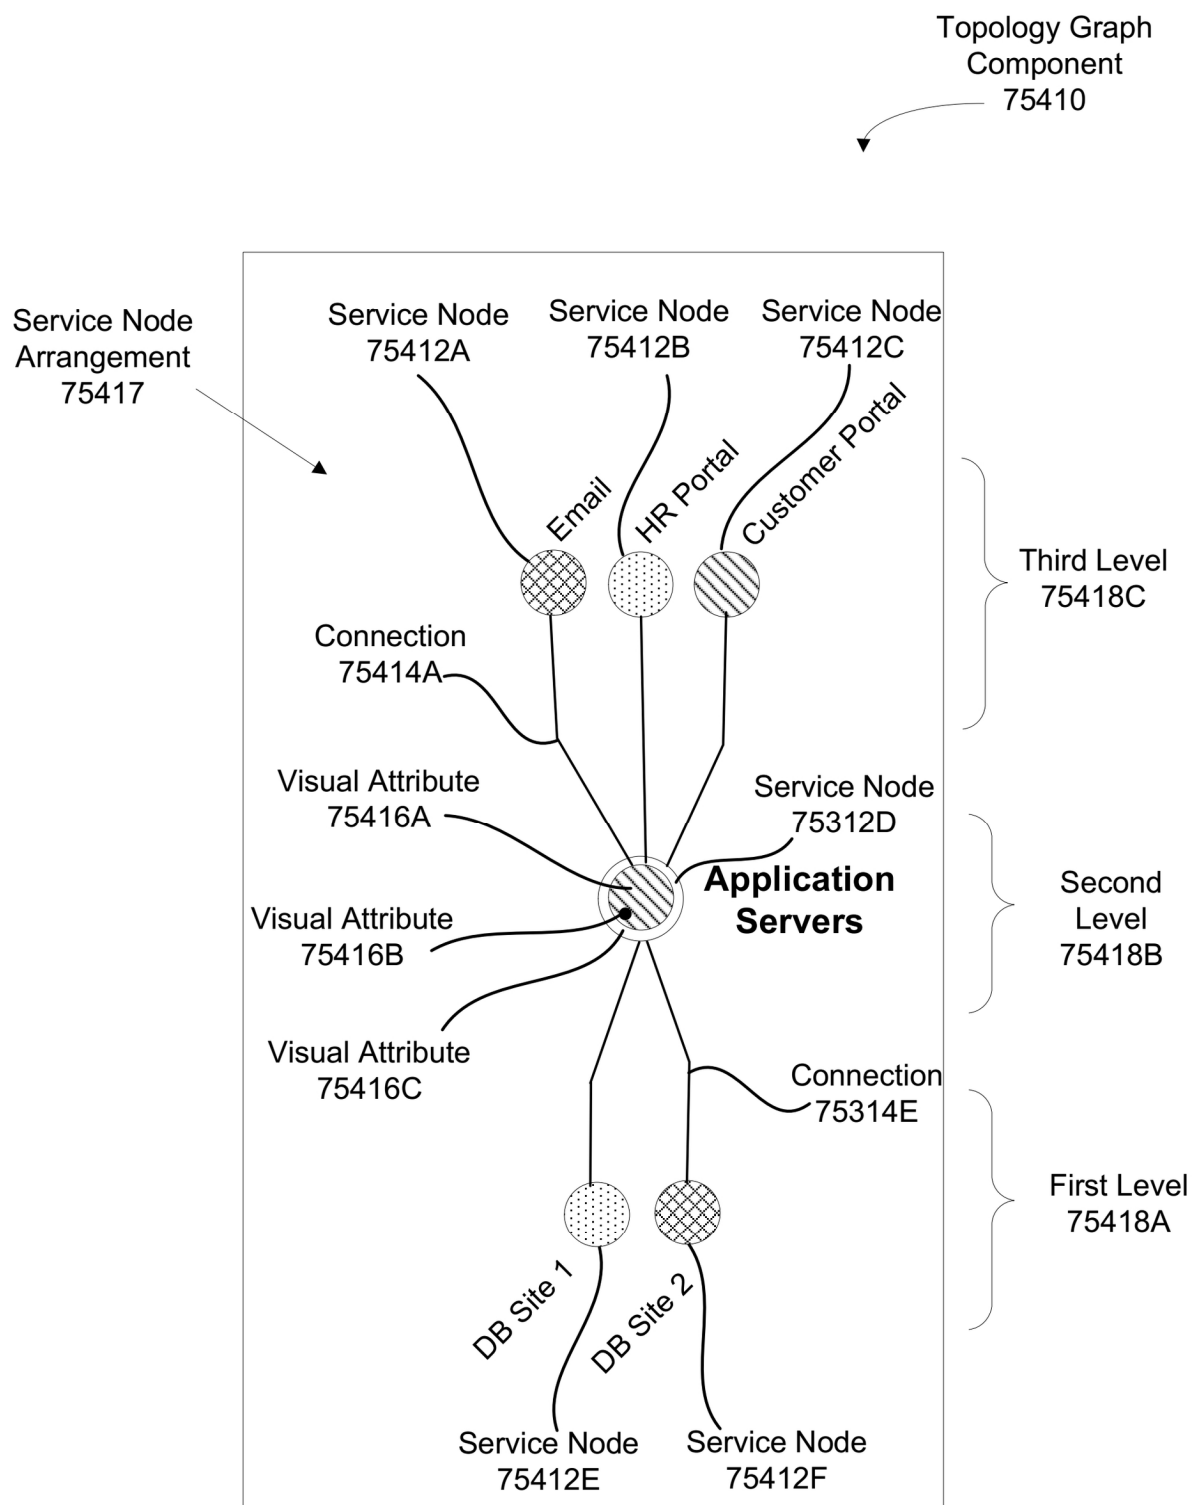 Topology Graph
Component
75410
Service Node
Arrangement
75417
Service Node
75412A
Service Node
75412B
Service Node
75412C
Email
HR Portal
Customer Portal
Third Level
75418C
Connection
75414A
Visual Attribute
75416A
Service Node
75312D
Application
Servers
Second
Level
75418B
Visual Attribute
75416B
Visual Attribute
75416C
Connection
75314E
First Level
75418A
DB Site 1
DB Site 2
Service Node
75412E
Service Node
75412F